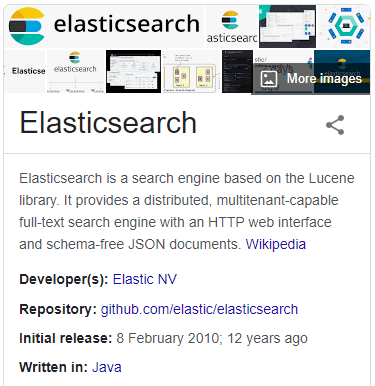 elasticsearch
asticsearch
Elasticse
elasticsearch
More images
Elasticsearch
Elasticsearch is a search engine based on the Lucene
library. It provides a distributed, multitenant-capable
full-text search engine with an HTTP web interface
and schema-free JSON documents. Wikipedia
Developer(s): Elastic NV
Repository: github.com/elastic/elasticsearch
Initial release: 8 February 2010; 12 years ago
Written in: Java